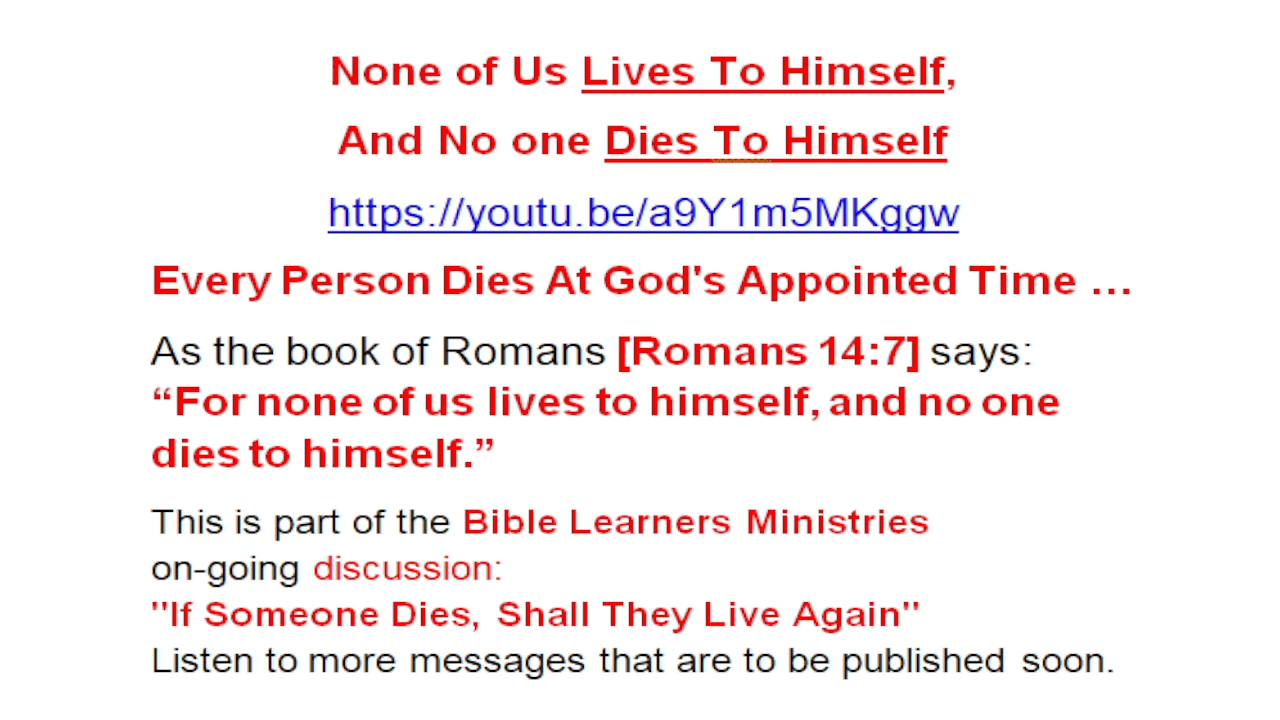 None of Us Lives To Himself,
And No one Dies To Himself
https://youtu.be/a9Y1m5MKggw
Every Person Dies At God's Appointed Time ...
As the book of Romans [Romans 14:7] says:
“For none of us lives to himself, and no one
dies to himself.”
This is part of the Bible Learners Ministries
on-going discussion:
"If Someone Dies, Shall They Live Again"
Listen to more messages that are to be published soon.